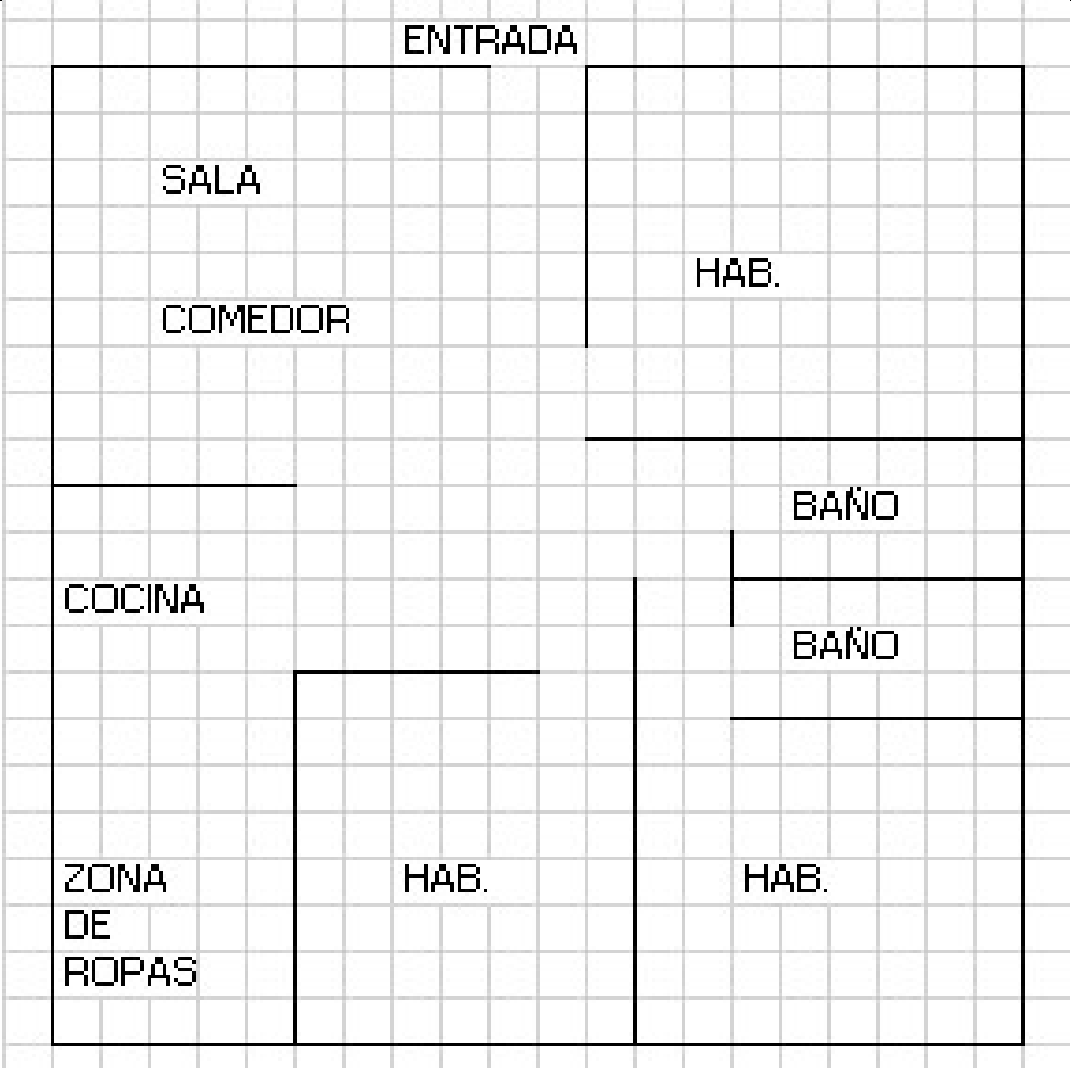 ENTRADA
SALA
HAB.
COMEDOR
BAÑO
COCINA
BAÑO
ZONA
DE
ROPAS
HAB.
HAB.